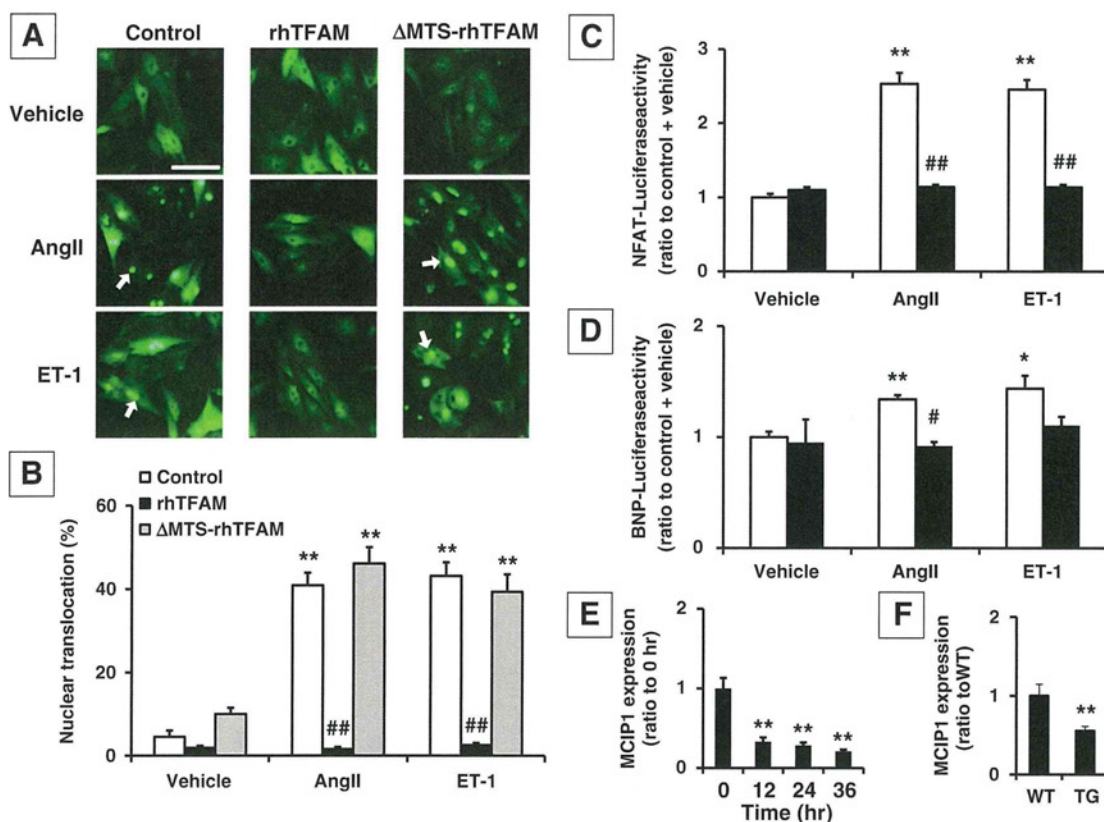 A
Control
rhTFAM
ΔMTS-rhTFAM
Vehicle
AngII
ET-1
B
Control
rhTFAM
ΔMTS-rhTFAM
Nuclear translocation (%)
60
40
20
0
**
##
**
**
##
**
Vehicle
AngII
ET-1
C
NFAT-Luciferaseactivity
(ratio to control + vehicle)
3
2
1
0
**
##
**
##
Vehicle
AngII
ET-1
D
BNP-Luciferaseactivity
(ratio to control + vehicle)
2
1
0
**
#
*
Vehicle
AngII
ET-1
E
MCIP1 expression
(ratio to 0 hr)
2
1
0
**
**
**
0
12
24
36
Time (hr)
F
MCIP1 expression
(ratio toWT)
2
1
0
**
WT
TG